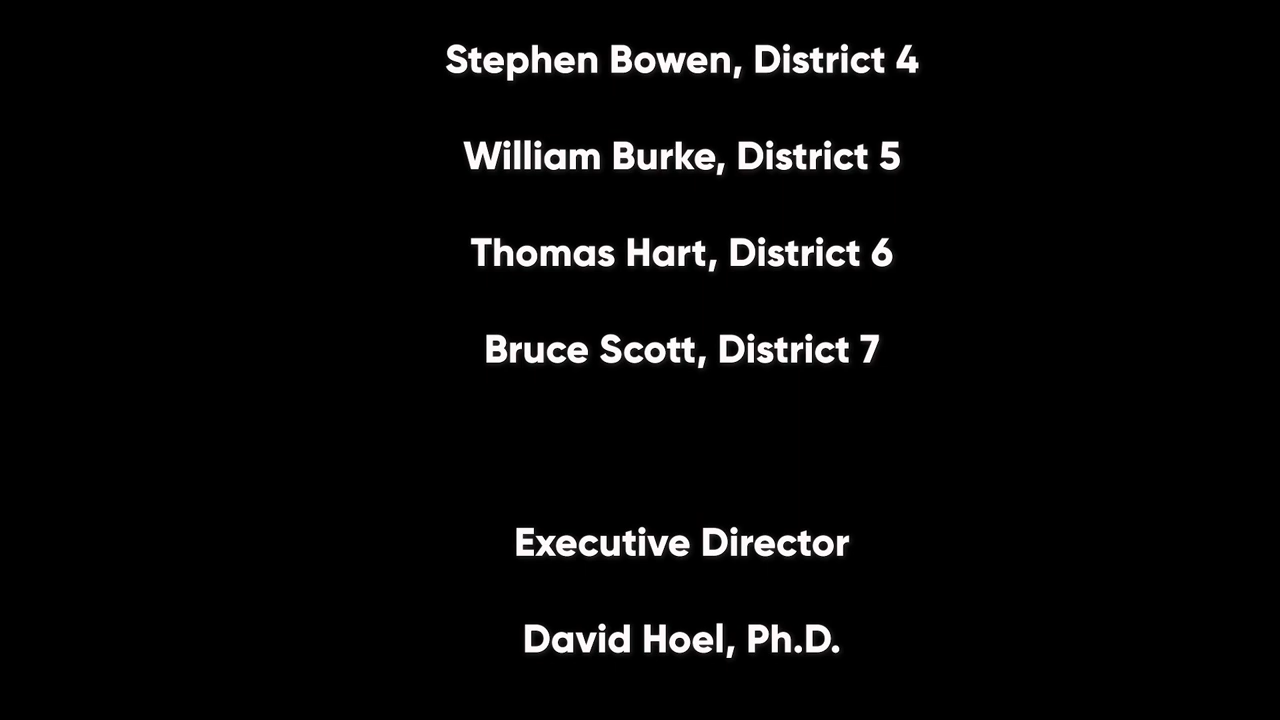 Stephen Bowen, District 4
William Burke, District 5
Thomas Hart, District 6
Bruce Scott, District 7
Executive Director
David Hoel, Ph.D.